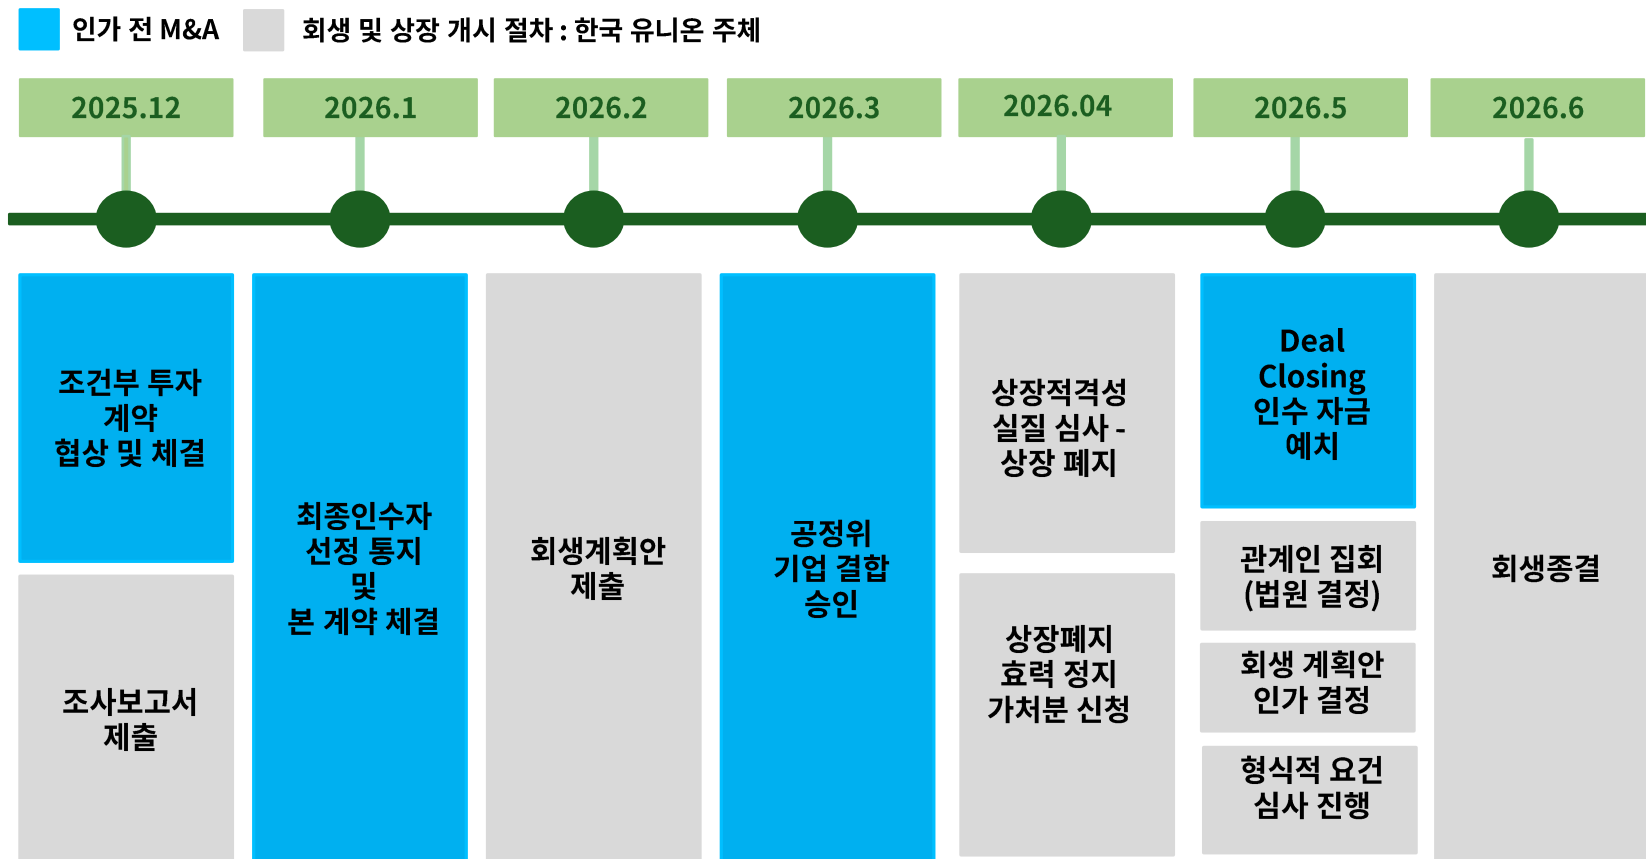 인가 전 M&A
회생 및 상장 개시 절차 : 한국 유니온 주체
2025.12
2026.1
2026.2
2026.3
2026.04
2026.5
2026.6
조건부 투자
계약
협상 및 체결
조사보고서
제출
최종인수자
선정 통지
및
본 계약 체결
회생계획안
제출
공정위
기업 결합
승인
상장적격성
실질 심사 -
상장 폐지
상장폐지
효력 정지
가처분 신청
Deal
Closing
인수 자금
예치
관계인 집회
(법원 결정)
회생 계획안
인가 결정
형식적 요건
심사 진행
회생종결